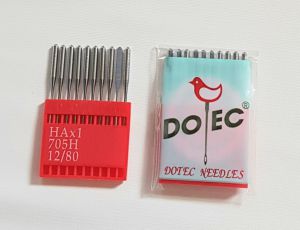 HAx1
705H
12/80
DOTEC®
DOTEC NEEDLES